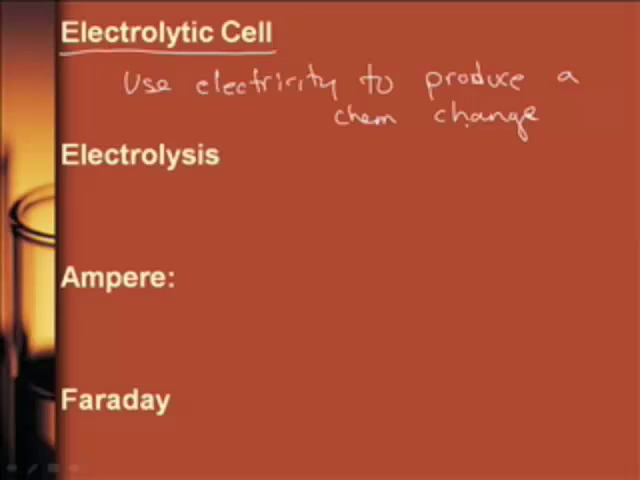 Electrolytic Cell
Use electricity to produce a
chem change
Electrolysis
Ampere:
Faraday